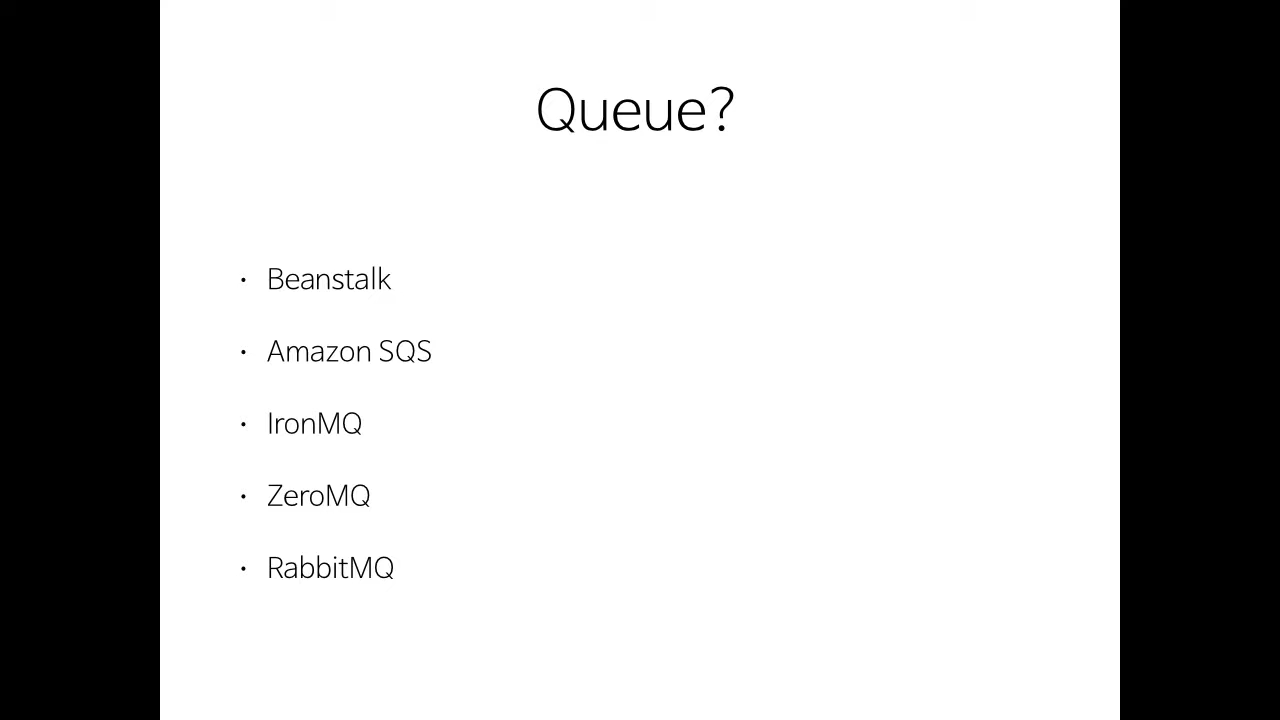 Queue?
• Beanstalk
• Amazon SQS
• IronMQ
• ZeroMQ
• RabbitMQ